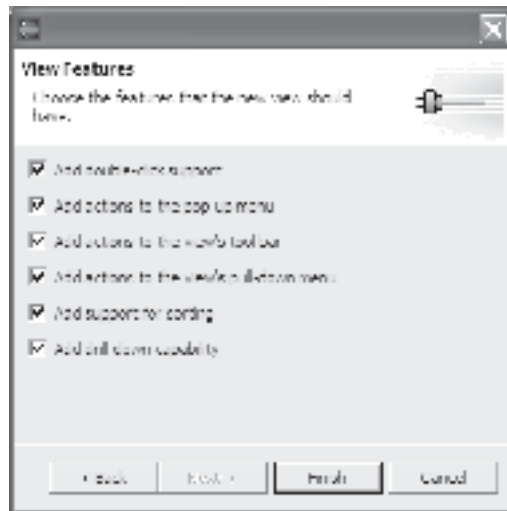 View Features
Choose the features that the new view should
have.
Add double-click support
Add actions to the pop-up menu
Add actions to the view's toolbar
Add actions to the view's pull-down menu
Add support for sorting
Add drill-down capability
< Back
Next >
Finish
Cancel